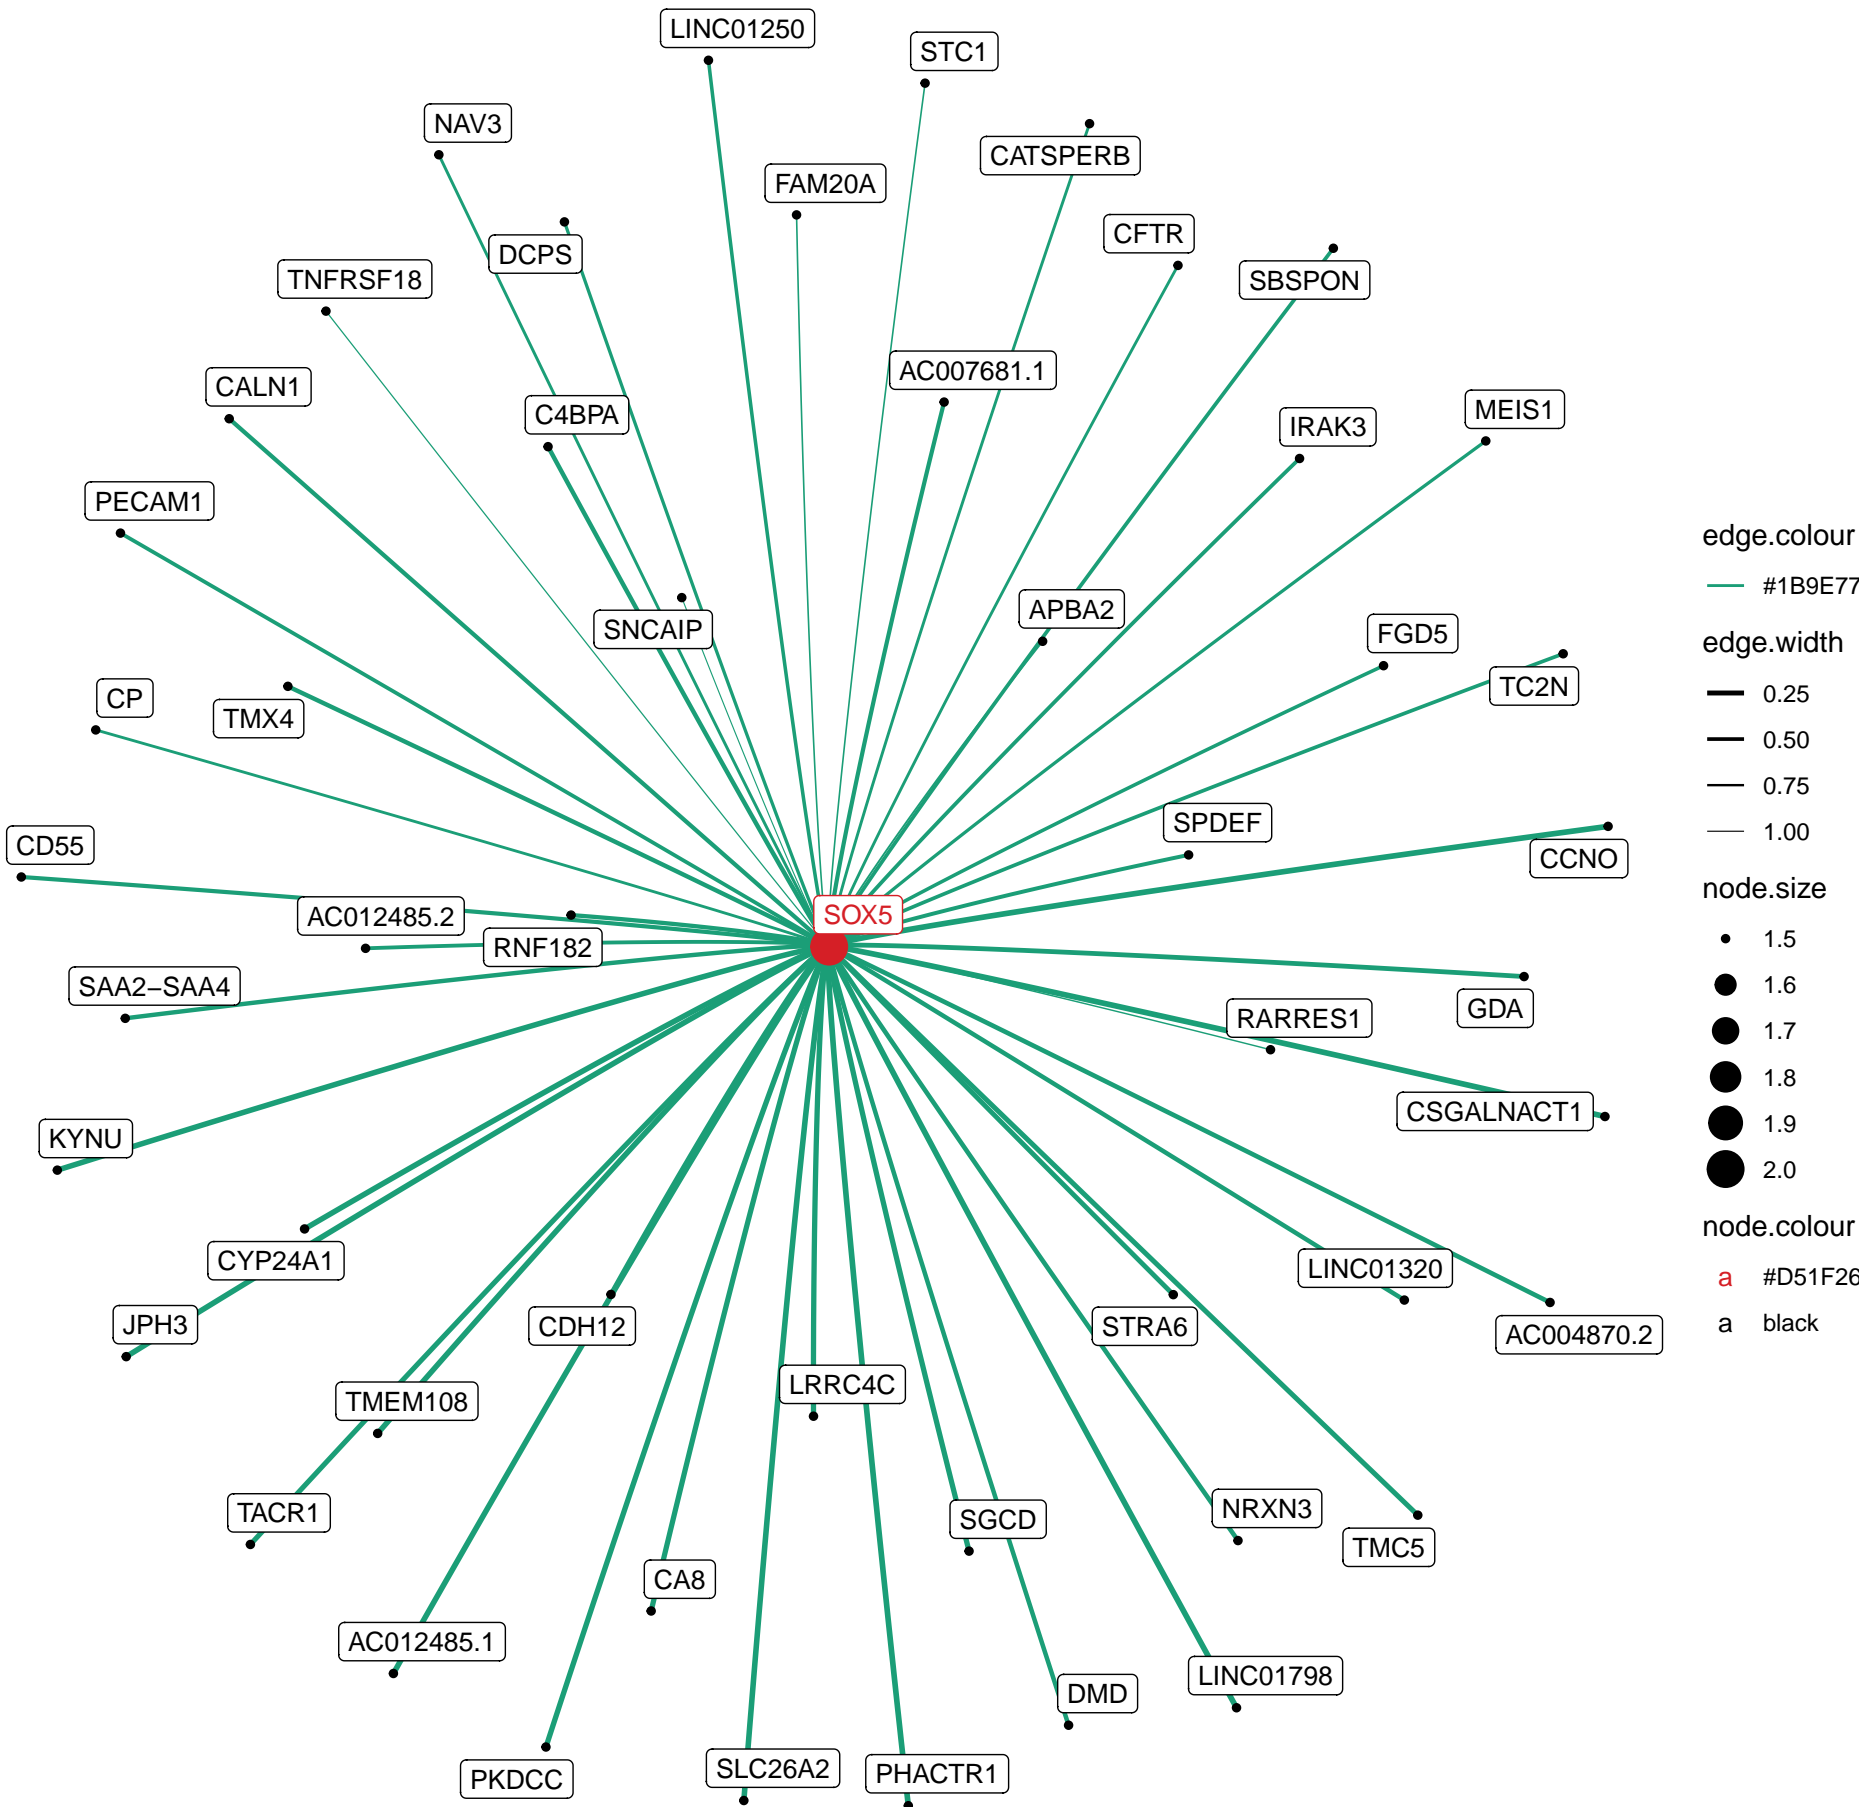 LINC01250
STC1
NAV3
CATSPERB
FAM20A
CFTR
DCPS
TNFRSF18
SBSPON
AC007681.1
CALN1
C4BPA
MEIS1
IRAK3
PECAM1
APBA2
SNCAIP
FGD5
TC2N
CP
TMX4
SPDEF
CD55
CCNO
SOX5
AC012485.2
RNF182
SAA2−SAA4
GDA
RARRES1
CSGALNACT1
KYNU
CYP24A1
LINC01320
JPH3
CDH12
STRA6
AC004870.2
LRRC4C
TMEM108
TACR1
NRXN3
SGCD
TMC5
CA8
AC012485.1
LINC01798
DMD
SLC26A2
PHACTR1
PKDCC
edge.colour
#1B9E77
edge.width
0.25
0.50
0.75
1.00
node.size
1.5
1.6
1.7
1.8
1.9
2.0
node.colour
a #D51F26
a black